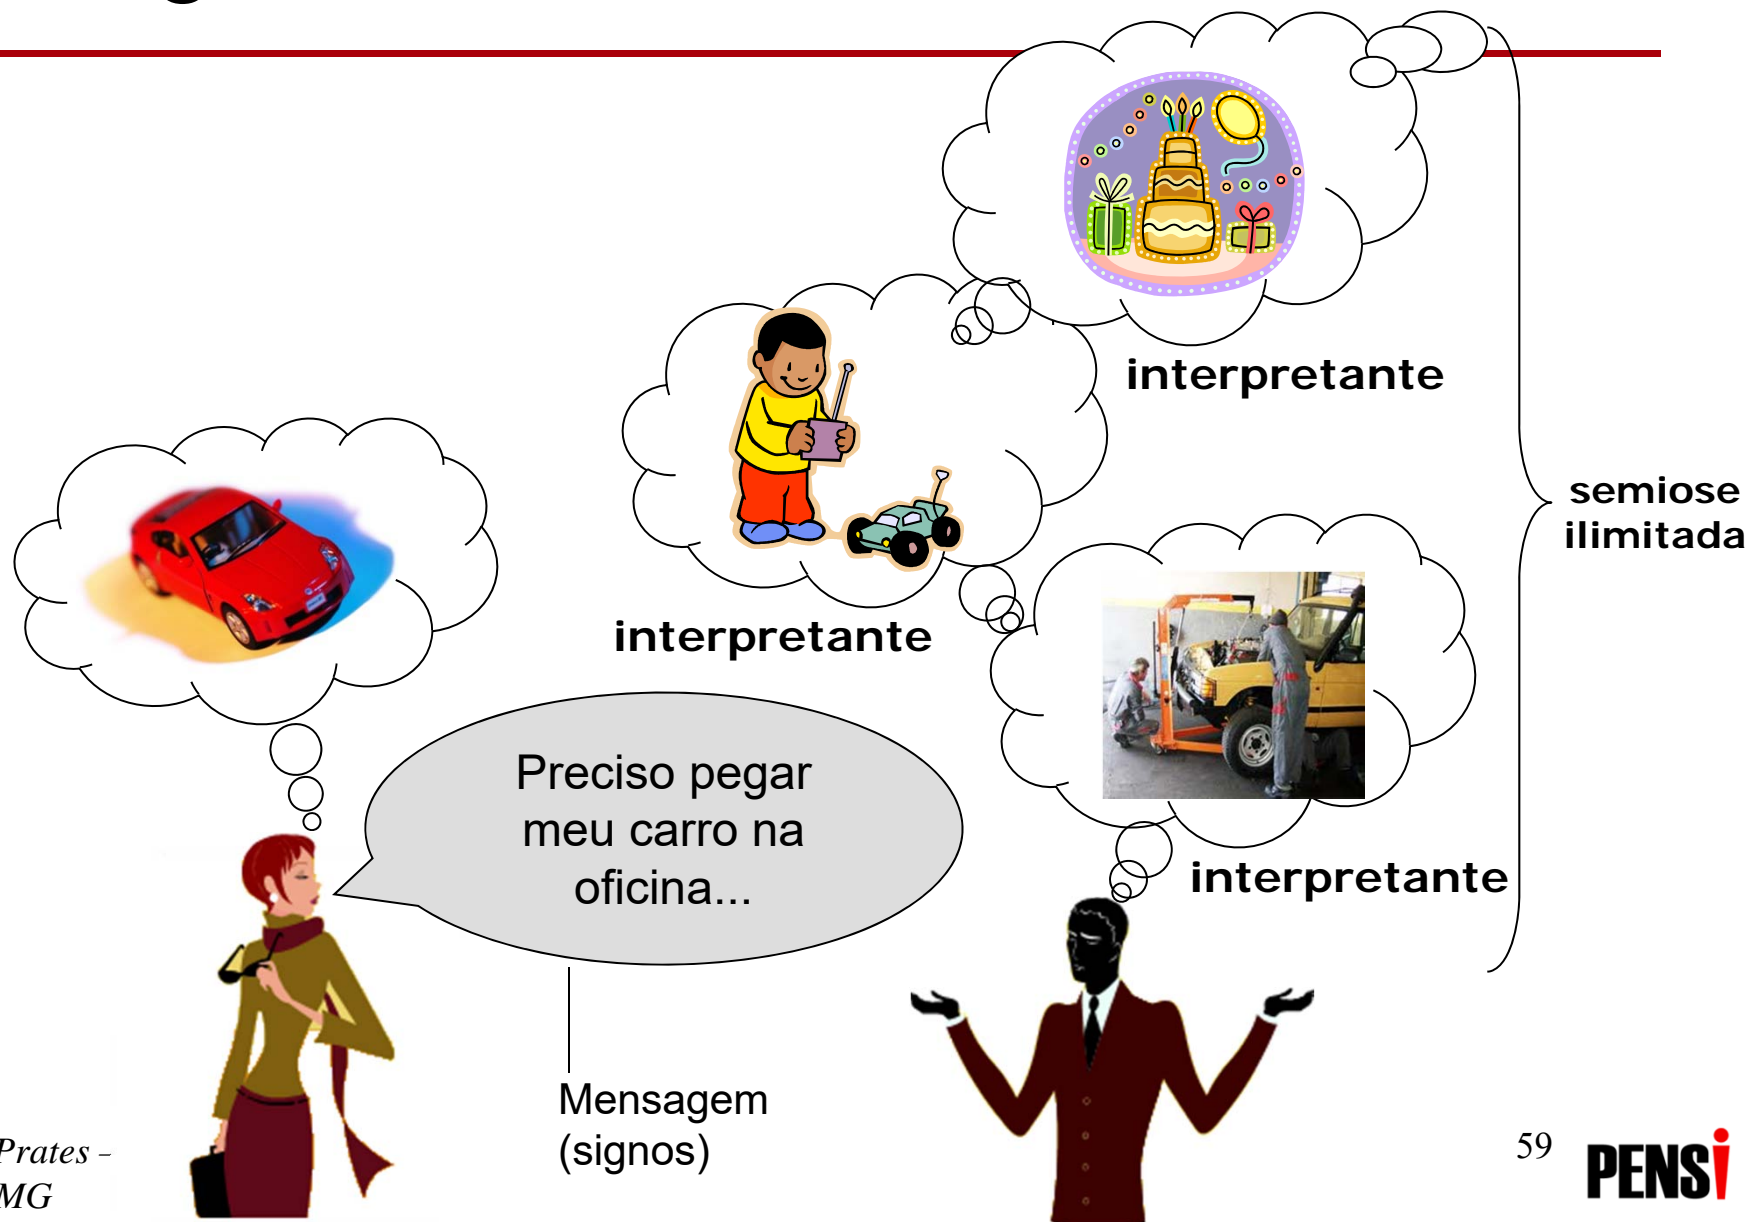 interpretante
semiose
ilimitada
interpretante
Preciso pegar
meu carro na
oficina...
interpretante
Mensagem
(signos)
Prates –
MG
59
PENSi